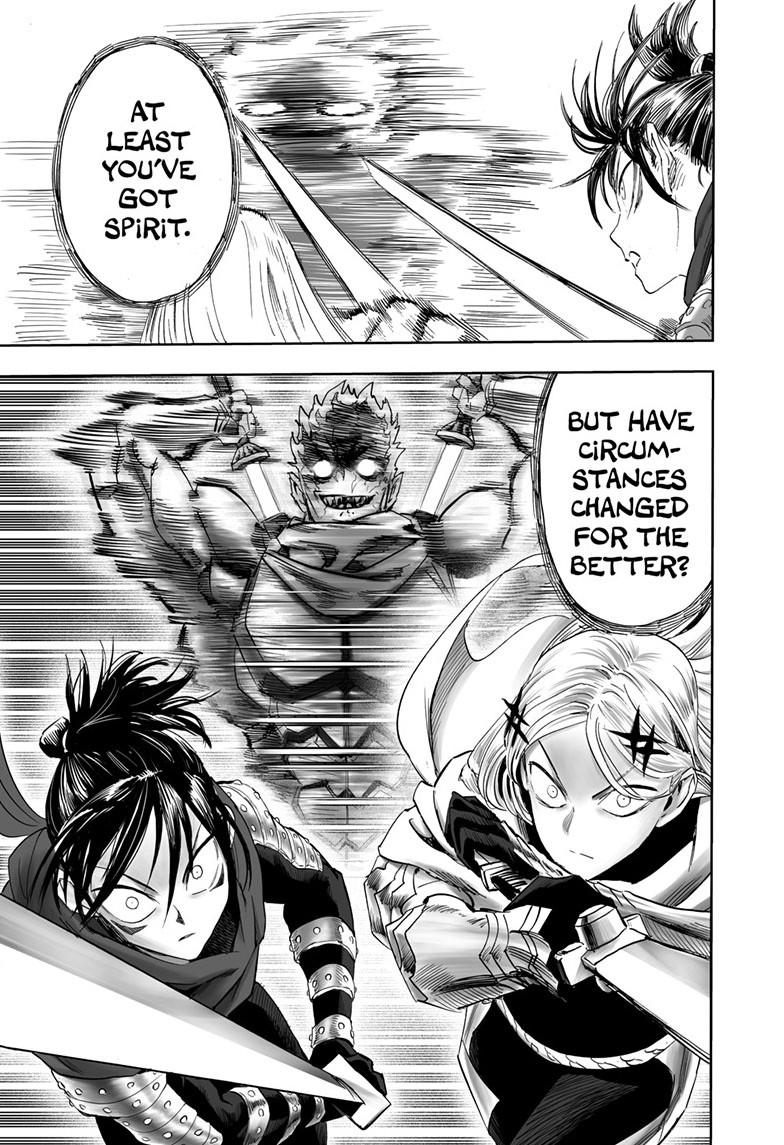 AT
LEAST
YOU'VE
GOT
SPIRIT.
BUT HAVE
CIRCUM-
STANCES
CHANGED
FOR THE
BETTER?